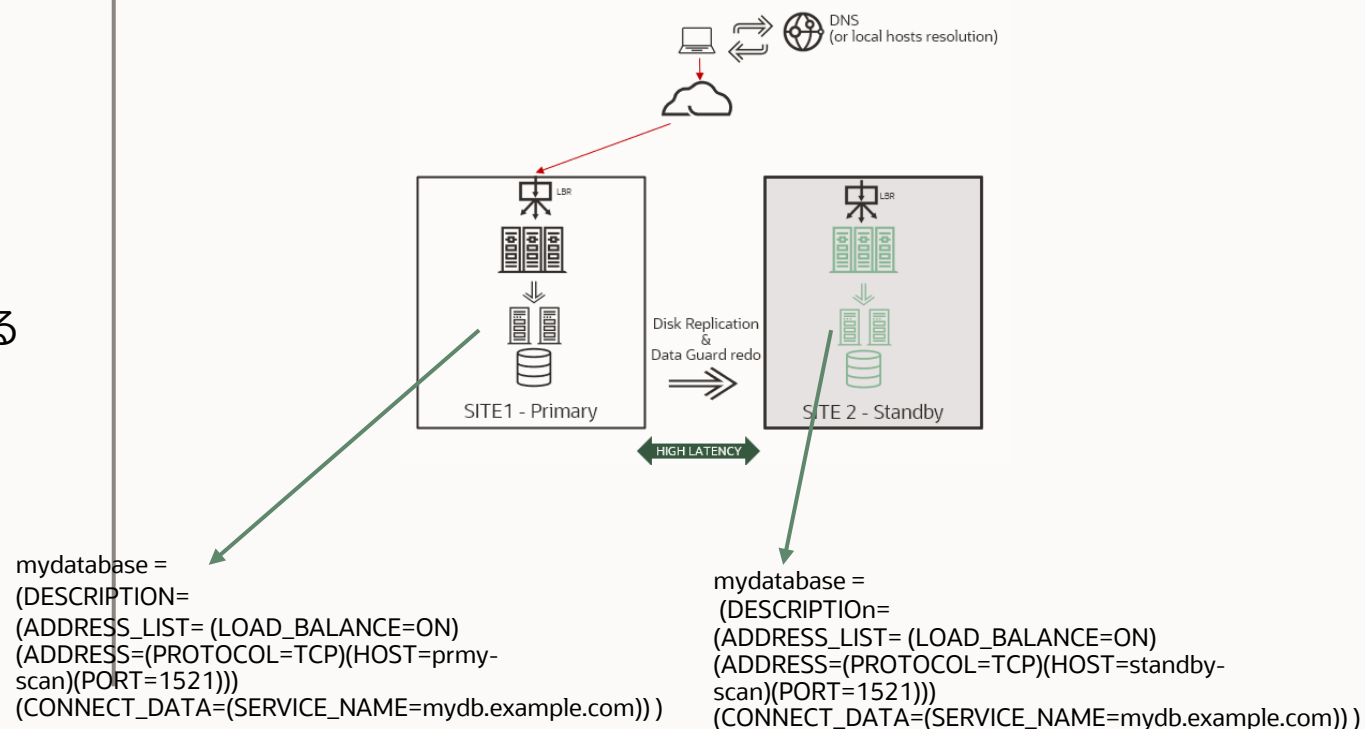 DNS
(or local hosts resolution)
LBR
LBR
る
Disk Replication
&
Data Guard redo
SITE1 - Primary
SITE 2 - Standby
HIGH LATENCY
mydatabase =
(DESCRIPTION=
(ADDRESS_LIST= (LOAD_BALANCE=ON)
(ADDRESS=(PROTOCOL=TCP)(HOST=prmy-
scan)(PORT=1521)))
(CONNECT_DATA=(SERVICE_NAME=mydb.example.com)) )
mydatabase =
(DESCRIPTIOn=
(ADDRESS_LIST= (LOAD_BALANCE=ON)
(ADDRESS=(PROTOCOL=TCP)(HOST=standby-
scan)(PORT=1521)))
(CONNECT_DATA=(SERVICE_NAME=mydb.example.com)) )